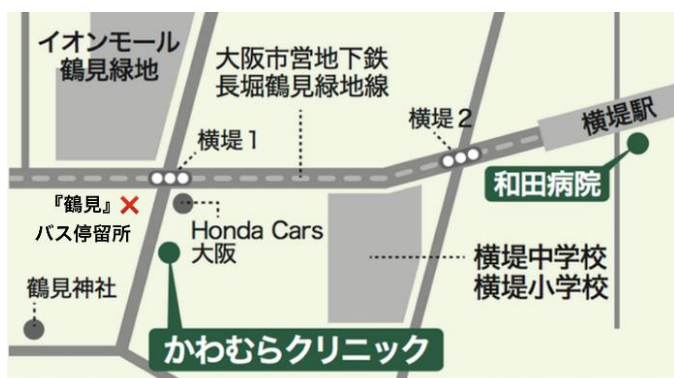 イオンモール
鶴見緑地
大阪市営地下鉄
長堀鶴見緑地線
横堤1
横堤2
横堤駅
和田病院
『鶴見』
バス停留所
Honda Cars
大阪
横堤中学校
横堤小学校
鶴見神社
かわむらクリニック